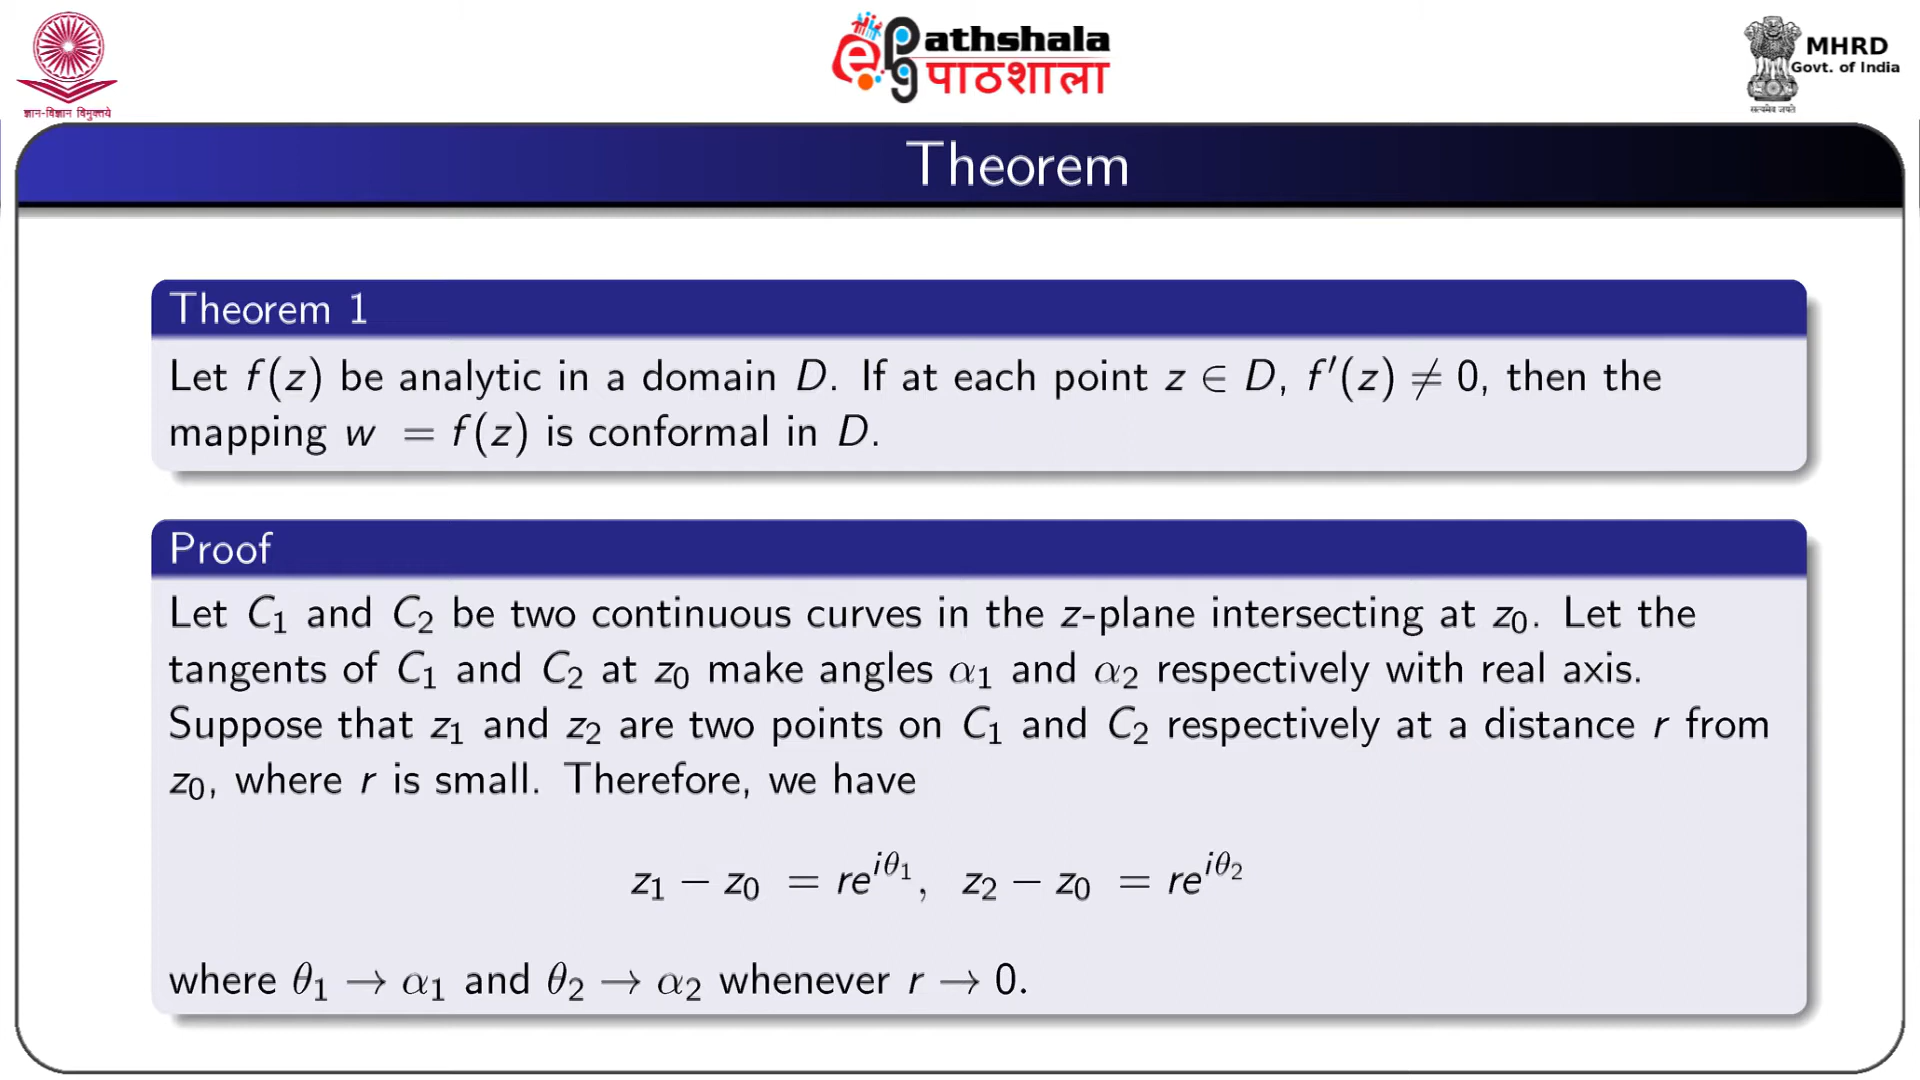 ज्ञान-विज्ञान विमुक्तये
ePathshala
पाठशाला
MHRD
Govt. of India
सत्यमेव जयते
Theorem
Theorem 1
Let f(z) be analytic in a domain D. If at each point z ∈ D, f′(z) ≠ 0, then the
mapping w = f(z) is conformal in D.
Proof
Let C₁ and C₂ be two continuous curves in the z-plane intersecting at z₀. Let the
tangents of C₁ and C₂ at z₀ make angles α₁ and α₂ respectively with real axis.
Suppose that z₁ and z₂ are two points on C₁ and C₂ respectively at a distance r from
z₀, where r is small. Therefore, we have
z₁ − z₀ = re^{iθ₁}, z₂ − z₀ = re^{iθ₂}
where θ₁ → α₁ and θ₂ → α₂ whenever r → 0.